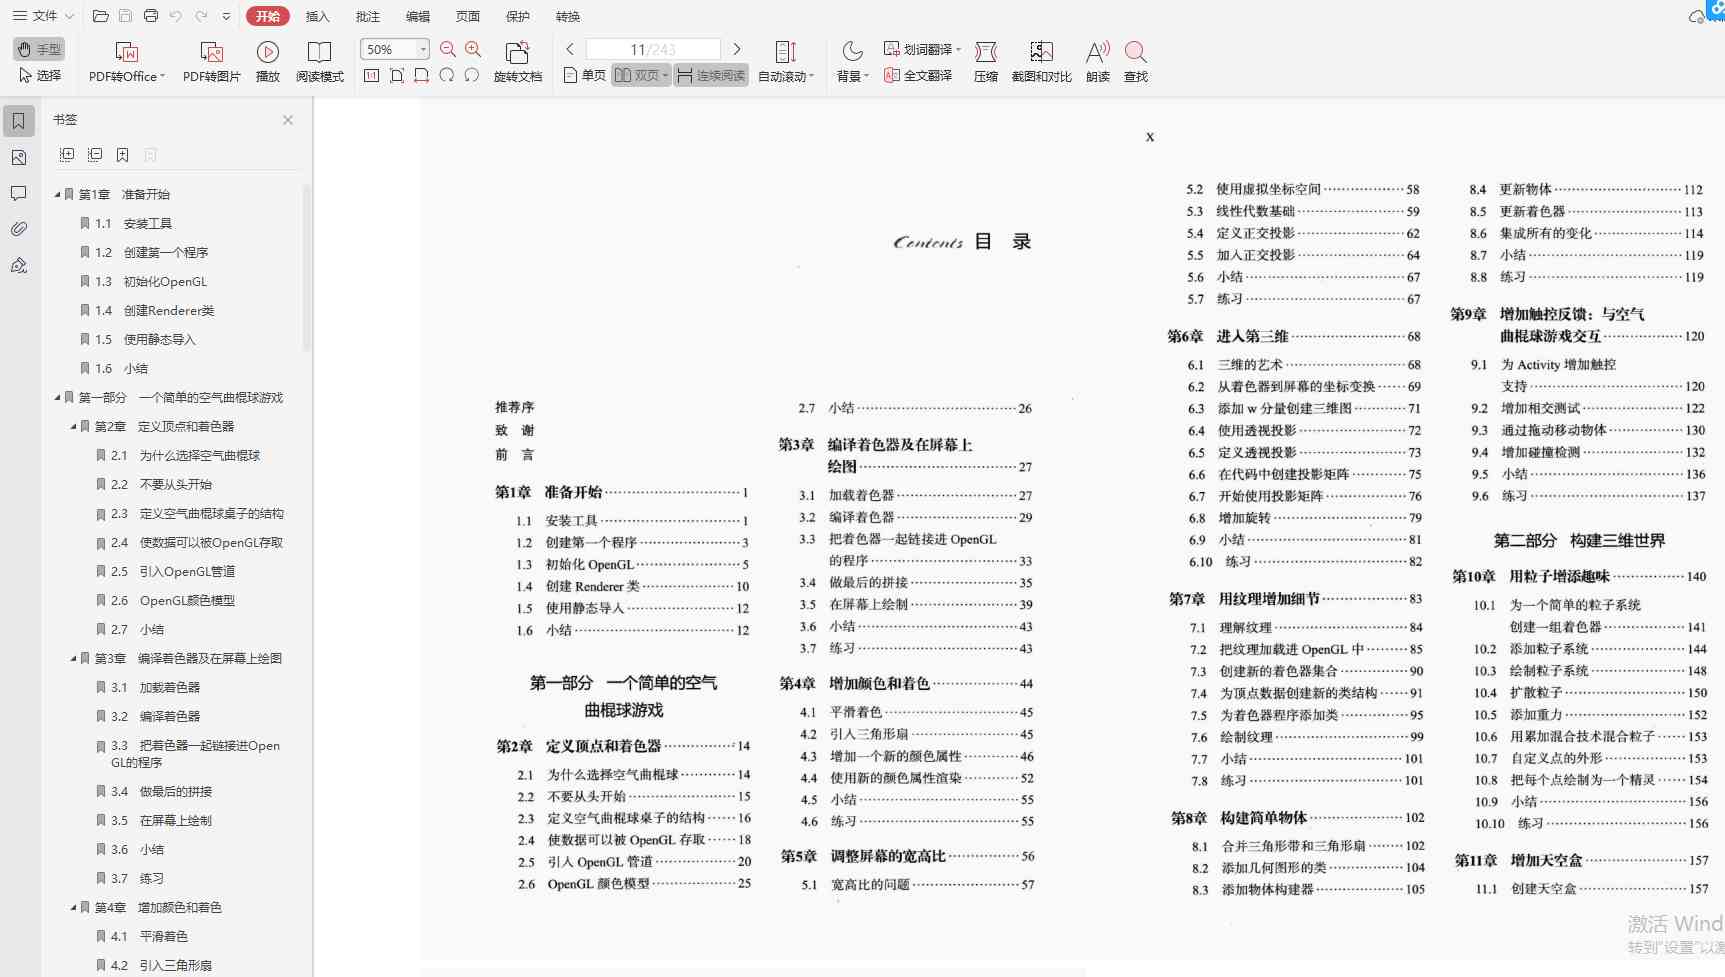 文件
开始
插入
批注
编辑
页面
保护
转换
手型
选择
PDF转Office
PDF转图片
播放
阅读模式
50%
1:1
旋转文档
11/243
单页
双页
连续阅读
自动滚动
背景
划词翻译
全文翻译
压缩
截图和对比
朗读
查找
书签
第1章 准备开始
1.1 安装工具
1.2 创建第一个程序
1.3 初始化OpenGL
1.4 创建Renderer类
1.5 使用静态导入
1.6 小结
第一部分 一个简单的空气曲棍球游戏
第2章 定义顶点和着色器
2.1 为什么选择空气曲棍球
2.2 不要从头开始
2.3 定义空气曲棍球桌子的结构
2.4 使数据可以被OpenGL存取
2.5 引入OpenGL管道
2.6 OpenGL颜色模型
2.7 小结
第3章 编译着色器及在屏幕上绘图
3.1 加载着色器
3.2 编译着色器
3.3 把着色器一起链接进Open
GL的程序
3.4 做最后的拼接
3.5 在屏幕上绘制
3.6 小结
3.7 练习
第4章 增加颜色和着色
4.1 平滑着色
4.2 引入三角形扇
Contents 目 录
推荐序
致 谢
前 言
第1章 准备开始 1
1.1 安装工具 1
1.2 创建第一个程序 3
1.3 初始化 OpenGL 5
1.4 创建 Renderer 类 10
1.5 使用静态导入 12
1.6 小结 12
第一部分 一个简单的空气
曲棍球游戏
第2章 定义顶点和着色器 14
2.1 为什么选择空气曲棍球 14
2.2 不要从头开始 15
2.3 定义空气曲棍球桌子的结构 16
2.4 使数据可以被 OpenGL 存取 18
2.5 引入 OpenGL 管道 20
2.6 OpenGL 颜色模型 25
2.7 小结 26
第3章 编译着色器及在屏幕上
绘图 27
3.1 加载着色器 27
3.2 编译着色器 29
3.3 把着色器一起链接进 OpenGL
的程序 33
3.4 做最后的拼接 35
3.5 在屏幕上绘制 39
3.6 小结 43
3.7 练习 43
第4章 增加颜色和着色 44
4.1 平滑着色 45
4.2 引入三角形扇 45
4.3 增加一个新的颜色属性 46
4.4 使用新的颜色属性渲染 52
4.5 小结 55
4.6 练习 55
第5章 调整屏幕的宽高比 56
5.1 宽高比的问题 57
X
5.2 使用虚拟坐标空间 58
5.3 线性代数基础 59
5.4 定义正交投影 62
5.5 加入正交投影 64
5.6 小结 67
5.7 练习 67
第6章 进入第三维 68
6.1 三维的艺术 68
6.2 从着色器到屏幕的坐标变换 69
6.3 添加 w 分量创建三维图 71
6.4 使用透视投影 72
6.5 定义透视投影 73
6.6 在代码中创建投影矩阵 75
6.7 开始使用投影矩阵 76
6.8 增加旋转 79
6.9 小结 81
6.10 练习 82
第7章 用纹理增加细节 83
7.1 理解纹理 84
7.2 把纹理加载进 OpenGL 中 85
7.3 创建新的着色器集合 90
7.4 为顶点数据创建新的类结构 91
7.5 为着色器程序添加类 95
7.6 绘制纹理 99
7.7 小结 101
7.8 练习 101
第8章 构建简单物体 102
8.1 合并三角形带和三角形扇 102
8.2 添加几何图形的类 104
8.3 添加物体构建器 105
8.4 更新物体 112
8.5 更新着色器 113
8.6 集成所有的变化 114
8.7 小结 119
8.8 练习 119
第9章 增加触控反馈：与空气
曲棍球游戏交互 120
9.1 为 Activity 增加触控
支持 120
9.2 增加相交测试 122
9.3 通过拖动移动物体 130
9.4 增加碰撞检测 132
9.5 小结 136
9.6 练习 137
第二部分 构建三维世界
第10章 用粒子增添趣味 140
10.1 为一个简单的粒子系统
创建一组着色器 141
10.2 添加粒子系统 144
10.3 绘制粒子系统 148
10.4 扩散粒子 150
10.5 添加重力 152
10.6 用累加混合技术混合粒子 153
10.7 自定义点的外形 153
10.8 把每个点绘制为一个精灵 154
10.9 小结 156
10.10 练习 156
第11章 增加天空盒 157
11.1 创建天空盒 157
激活 Wind
转到"设置"以